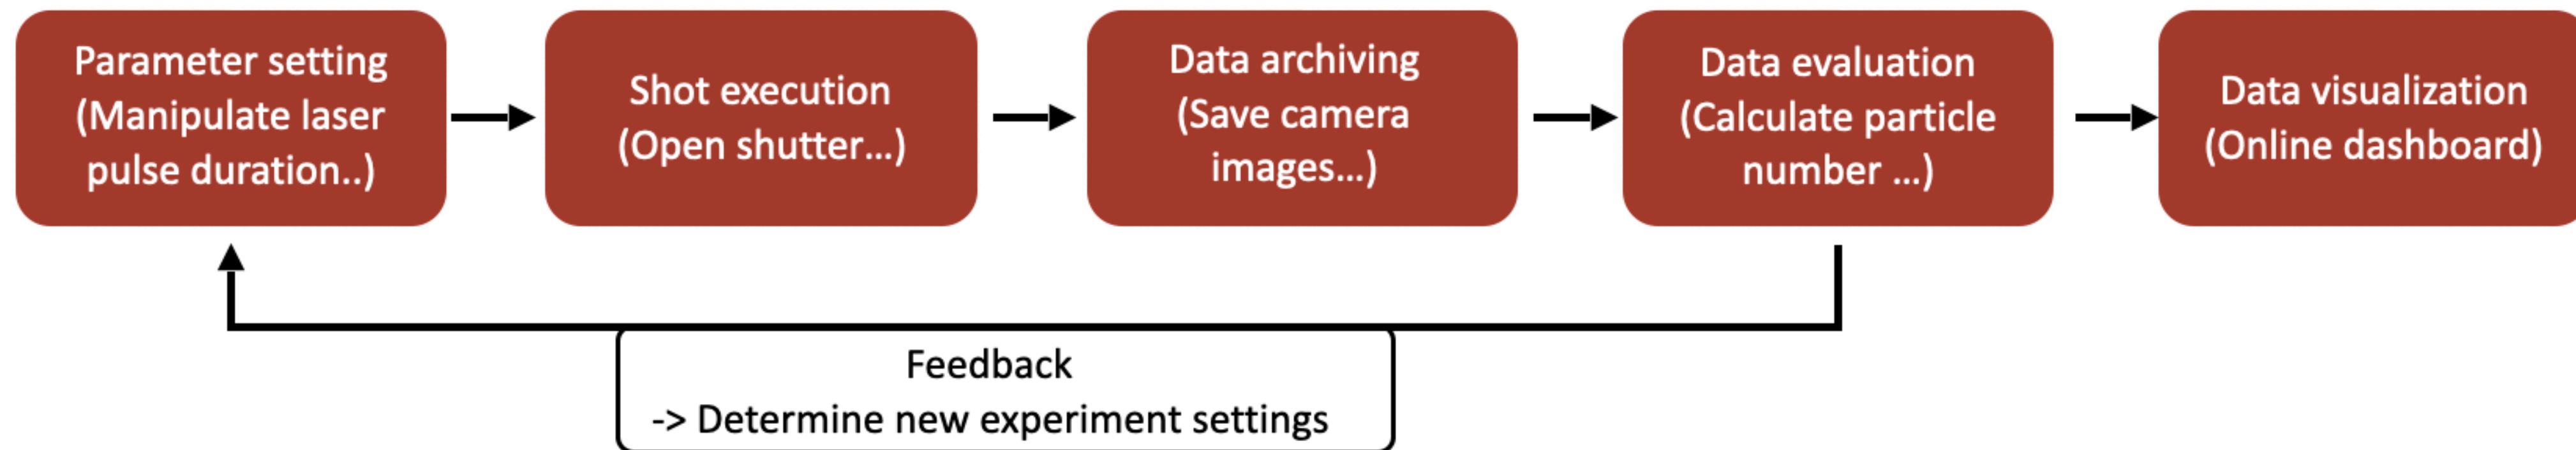 Parameter setting
(Manipulate laser
pulse duration..)
Shot execution
(Open shutter...)
Data archiving
(Save camera
images...)
Data evaluation
(Calculate particle
number ...)
Data visualization
(Online dashboard)
Feedback
-> Determine new experiment settings